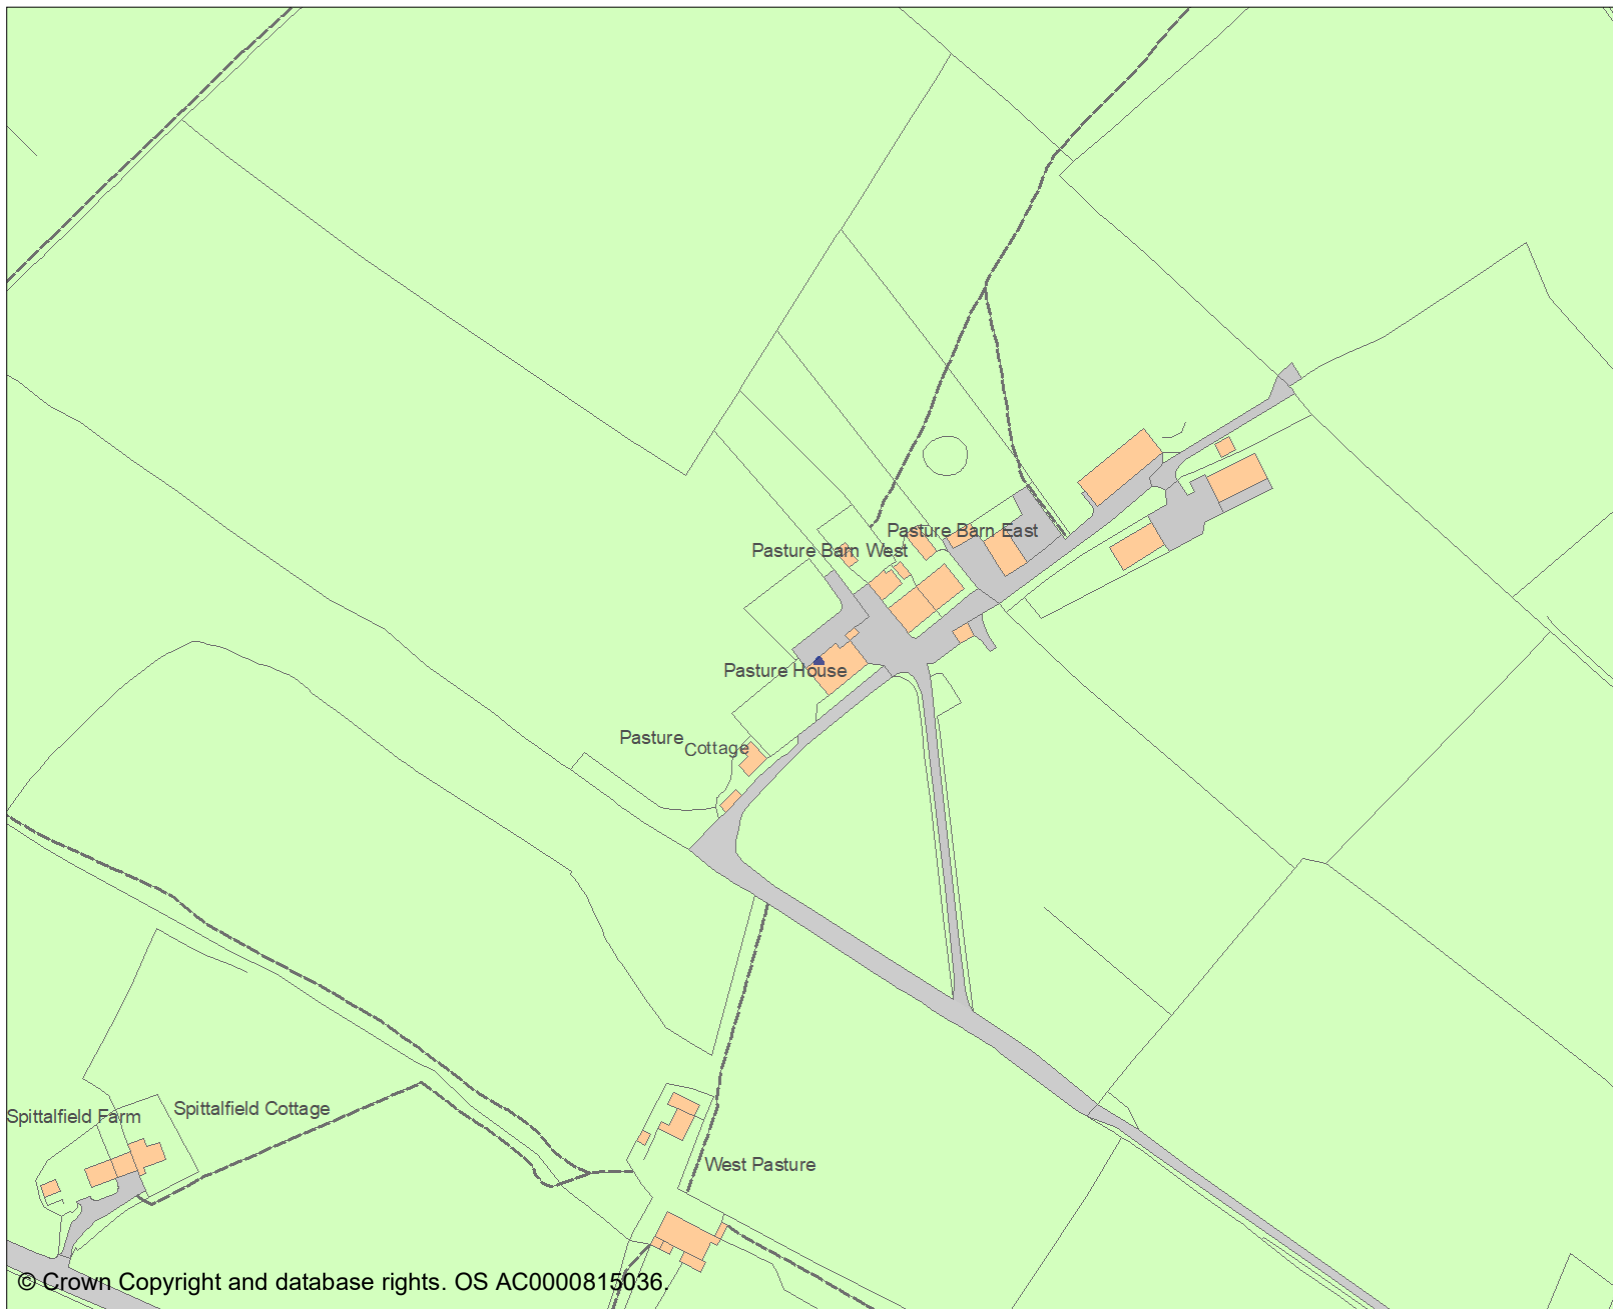 Pasture Barn East
Pasture Barn West
Pasture House
Pasture
Cottage
Spittalfield Cottage
Spittalfield Farm
West Pasture
© Crown Copyright and database rights. OS AC0000815036.